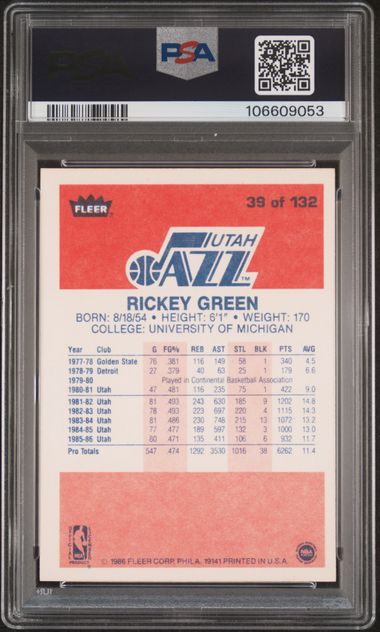 PSA
106609053
FLEER
39 of 132
UTAH
JAZZ TM
RICKEY GREEN
BORN: 8/18/54 • HEIGHT: 6'1" • WEIGHT: 170
COLLEGE: UNIVERSITY OF MICHIGAN
Year Club G FG% REB AST STL BLK PTS AVG
1977-78 Golden State 76 .381 116 149 58 1 340 4.5
1978-79 Detroit 27 .379 40 63 25 1 179 6.6
1979-80 Played in Continental Basketball Association
1980-81 Utah 47 .481 116 235 75 1 422 9.0
1981-82 Utah 81 .493 243 630 185 9 1202 14.8
1982-83 Utah 78 .493 223 697 220 4 1115 14.3
1983-84 Utah 81 .486 230 748 215 13 1072 13.2
1984-85 Utah 77 .477 189 597 132 3 1000 13.0
1985-86 Utah 80 .471 135 411 106 6 932 11.7
Pro Totals 547 .474 1292 3530 1016 38 6262 11.4
NBA
© 1986 FLEER CORP. PHILA. 19141 PRINTED IN U.S.A.